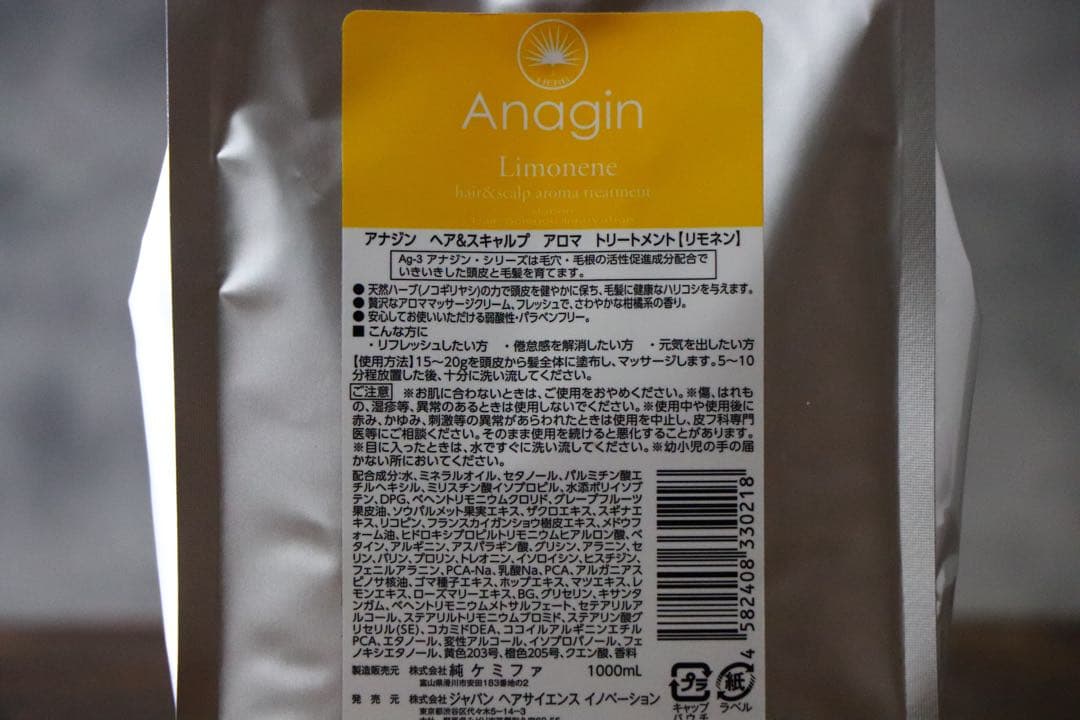 Anagin
Limonene
hair&scalp aroma treatment
アナジン ヘア&スキャルプ アロマ トリートメント【リモネン】
Ag-3 アナジン・シリーズは毛穴・毛根の活性促進成分配合で
いきいきした頭皮と毛髪を育てます。
●天然ハーブ(ノコギリヤシ)の力で頭皮を健やかに保ち、毛髪に健康なハリコシを与えます。
●贅沢なアロママッサージクリーム、フレッシュで、さわやかな柑橘系の香り。
●安心してお使いいただける弱酸性・パラベンフリー。
■こんな方に
・リフレッシュしたい方 ・倦怠感を解消したい方 ・元気を出したい方
【使用方法】15〜20gを頭皮から髪全体に塗布し、マッサージします。5〜10
分程放置した後、十分に洗い流してください。
ご注意 ※お肌に合わないときは、ご使用をおやめください。※傷、はれも
の、湿疹等、異常のあるときは使用しないでください。※使用中や使用後に
赤み、かゆみ、刺激等の異常があらわれたときは使用を中止し、皮フ科専門
医等にご相談ください。そのまま使用を続けると悪化することがあります。
※目に入ったときは、水ですぐに洗い流してください。※幼小児の手の届
かない所においてください。
配合成分:水、ミネラルオイル、セタノール、パルミチン酸エ
チルヘキシル、ミリスチン酸イソプロピル、水添ポリイソブ
テン、DPG、ベヘントリモニウムクロリド、グレープフルーツ
果皮油、ソウパルメット果実エキス、ザクロエキス、スギナエ
キス、リコピン、フランスカイガンショウ樹皮エキス、メドウフ
ォーム油、ヒドロキシプロピルトリモニウムヒアルロン酸、ベ
タイン、アルギニン、アスパラギン酸、グリシン、アラニン、セ
リン、バリン、プロリン、トレオニン、イソロイシン、ヒスチジン、
フェニルアラニン、PCA-Na、乳酸Na、PCA、アルガニアス
ピノサ核油、ゴマ種子エキス、ホップエキス、マツエキス、レ
モンエキス、ローズマリーエキス、BG、グリセリン、キサンタ
ンガム、ベヘントリモニウムメトサルフェート、セテアリルア
ルコール、ステアリルトリモニウムブロミド、ステアリン酸グ
リセリル(SE)、コカミドDEA、ココイルアルギニンエチル
PCA、エタノール、変性アルコール、イソプロパノール、フェ
ノキシエタノール、黄色203号、橙色205号、クエン酸、香料
4582408330218
製造販売元 株式会社 純ケミファ 1000mL
富山県滑川市安田183番地の2
発売元 株式会社ジャパン ヘアサイエンス イノベーション
東京都渋谷区代々木5-14-3
プラ
紙
キャップ
パウチ
ラベル